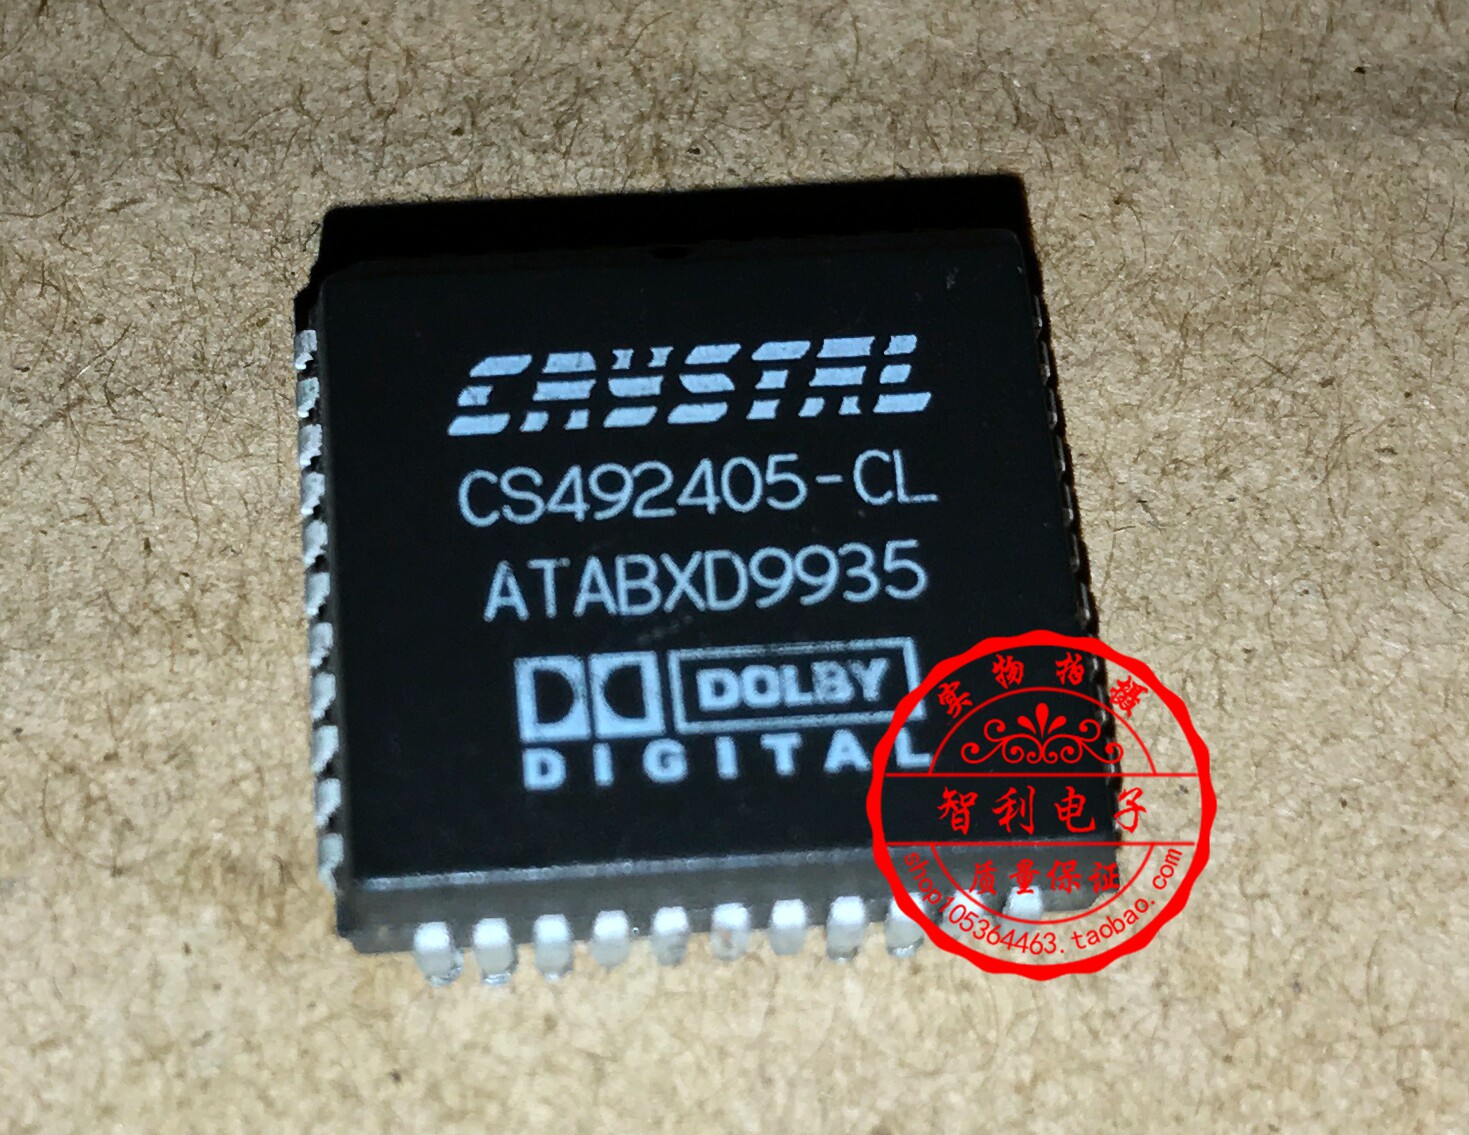 CRYSTAL
CS492405-CL
ATABXD9935
DOLBY
DIGITAL
实物拍摄
智利电子
质量保证
shop105364463.taobao.com